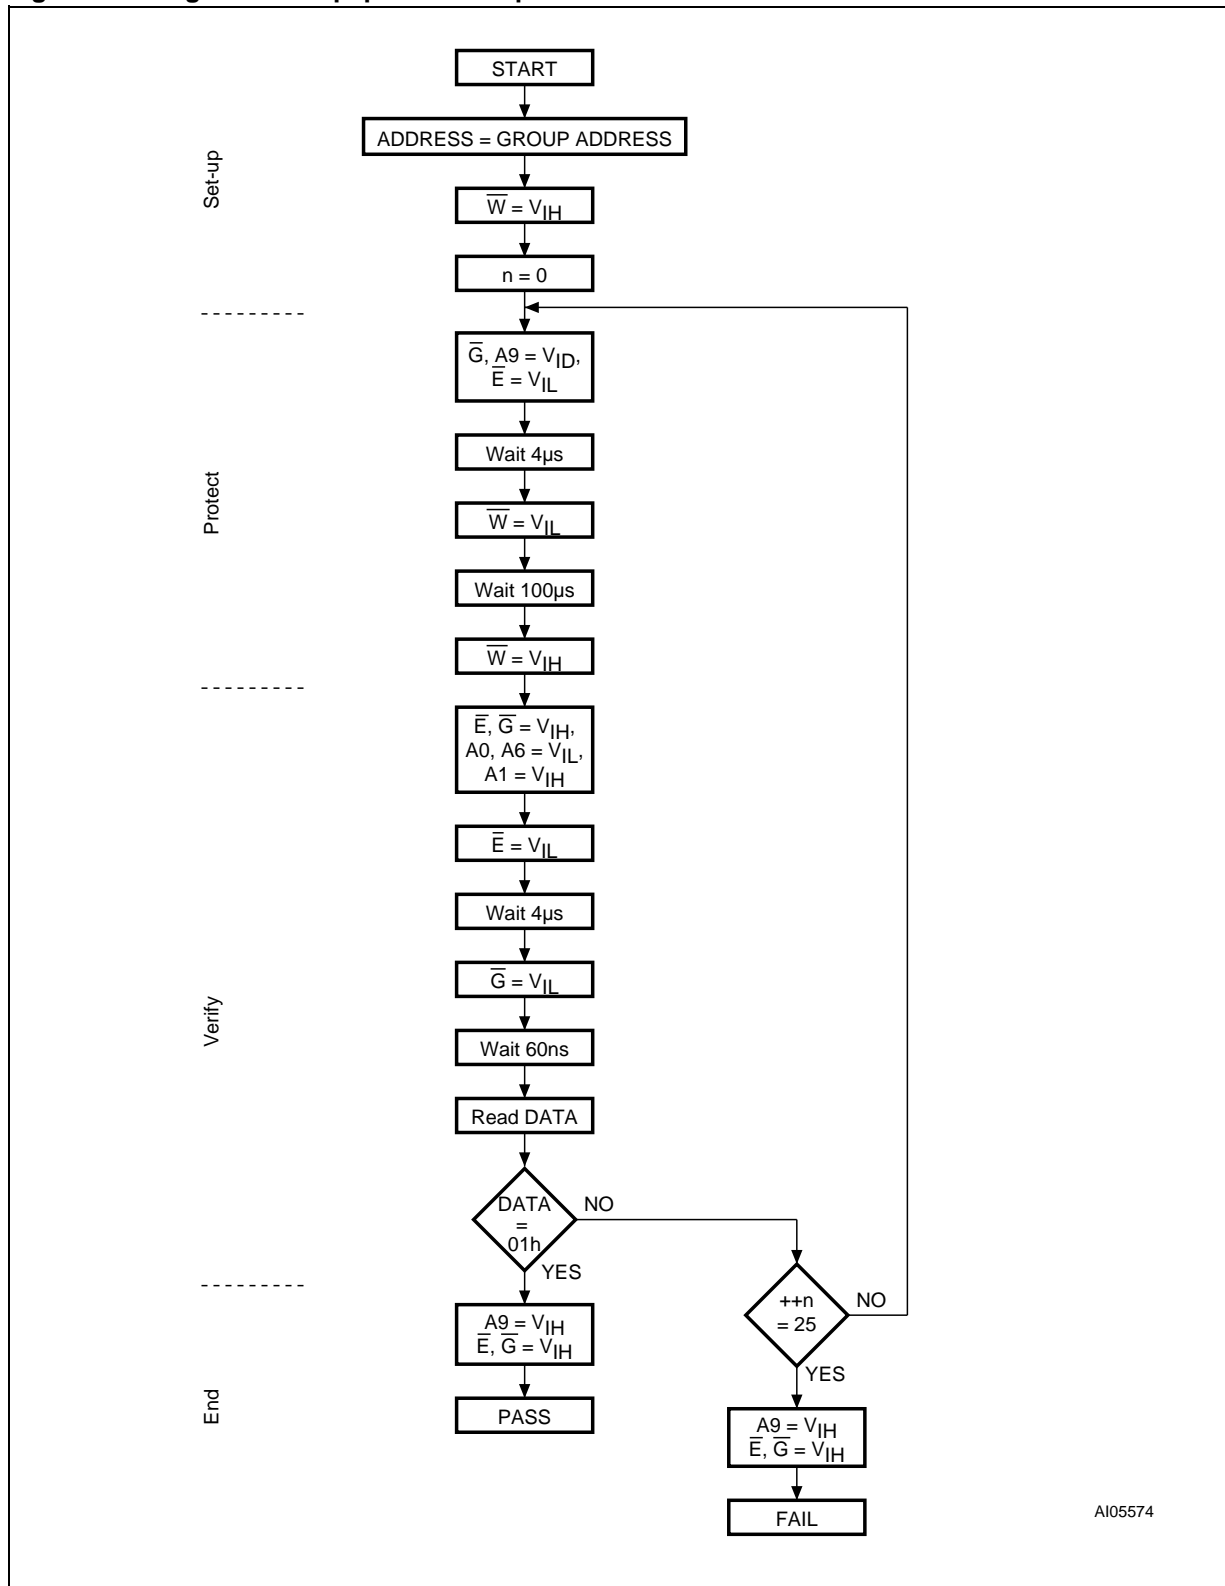 START
ADDRESS = GROUP ADDRESS
Set-up
W̅ = VIH
n = 0
G̅, A9 = VID,
E̅ = VIL
Wait 4µs
Protect
W̅ = VIL
Wait 100µs
W̅ = VIH
E̅, G̅ = VIH,
A0, A6 = VIL,
A1 = VIH
E̅ = VIL
Wait 4µs
G̅ = VIL
Verify
Wait 60ns
Read DATA
DATA
=
01h
NO
YES
++n
= 25
NO
YES
A9 = VIH
E̅, G̅ = VIH
End
PASS
A9 = VIH
E̅, G̅ = VIH
FAIL
AI05574